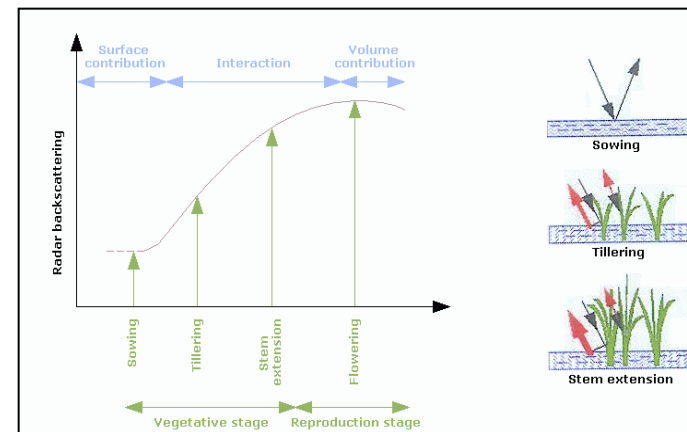 Surface
contribution
Interaction
Volume
contribution
Radar backscattering
Sowing
Tillering
Stem
extension
Flowering
Vegetative stage
Reproduction stage
Sowing
Tillering
Stem extension